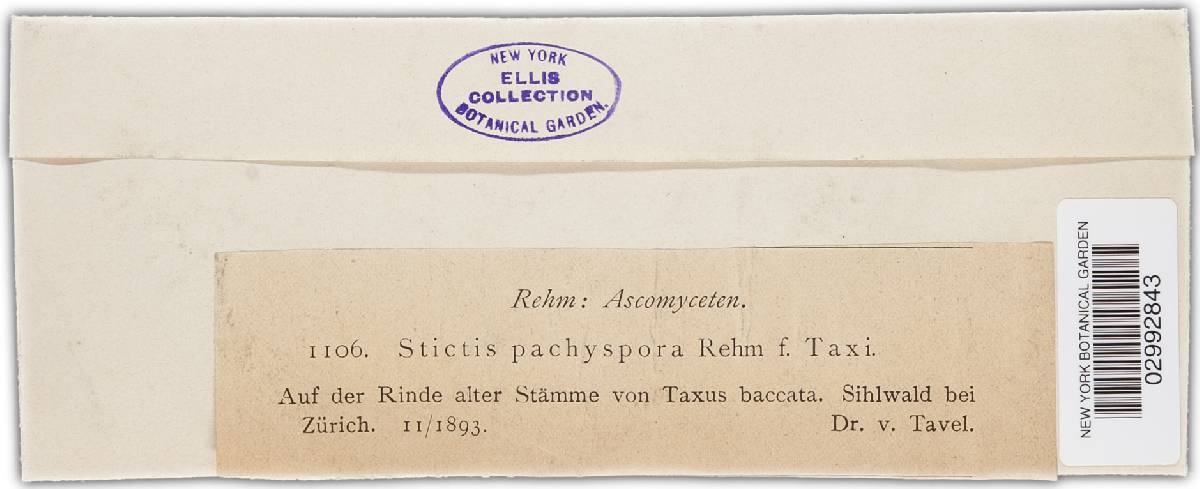 NEW YORK
ELLIS
COLLECTION
BOTANICAL GARDEN.
Rehm: Ascomyceten.
1106. Stictis pachyspora Rehm f. Taxi.
Auf der Rinde alter Stämme von Taxus baccata. Sihlwald bei
Zürich. 11/1893. Dr. v. Tavel.
NEW YORK BOTANICAL GARDEN
02992843